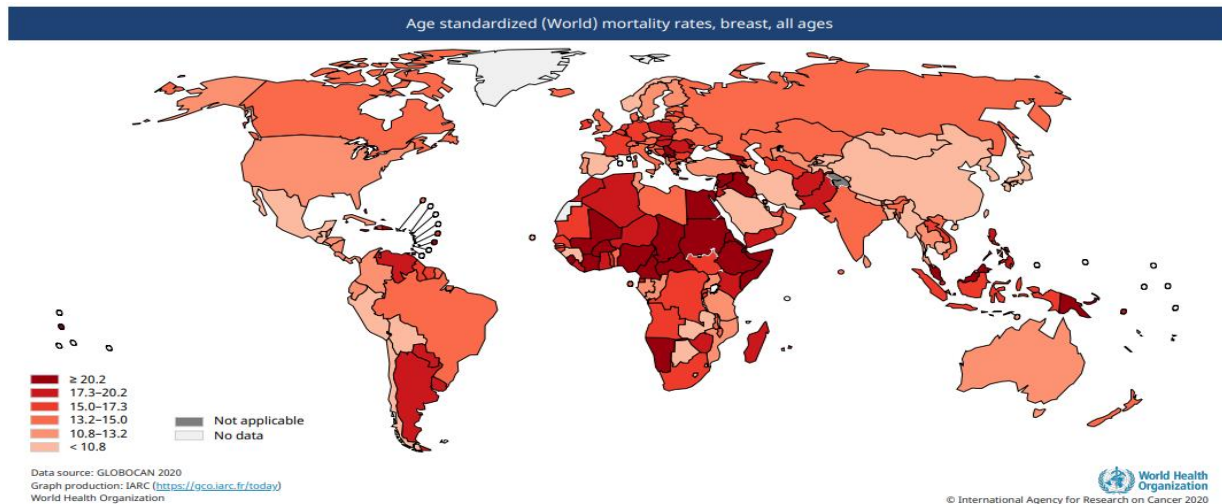 Age standardized (World) mortality rates, breast, all ages
≥ 20.2
17.3–20.2
15.0–17.3
13.2–15.0
10.8–13.2
< 10.8
Not applicable
No data
Data source: GLOBOCAN 2020
Graph production: IARC (https://gco.iarc.fr/today)
World Health Organization
World Health
Organization
© International Agency for Research on Cancer 2020